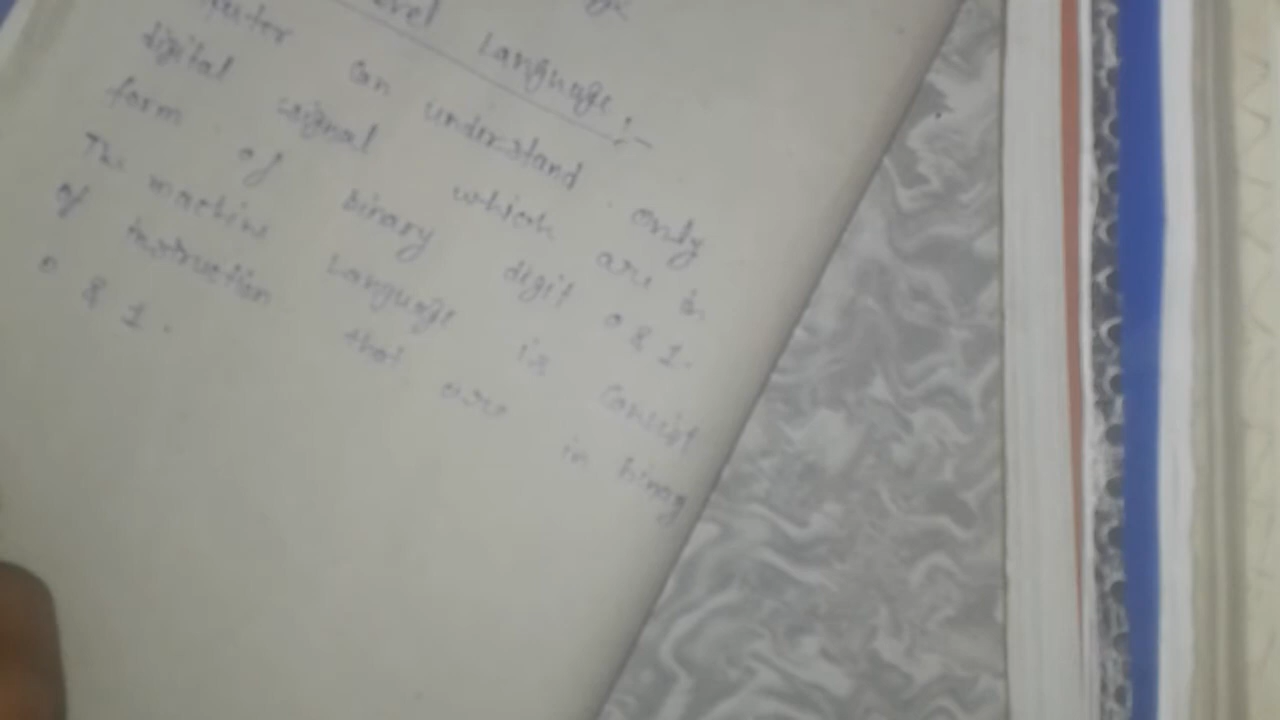 Level Language :-
can understand only
digital signal which are in
form of binary digit 0 & 1.
The machine Language is Consist
of instruction that are in binary
0 & 1.